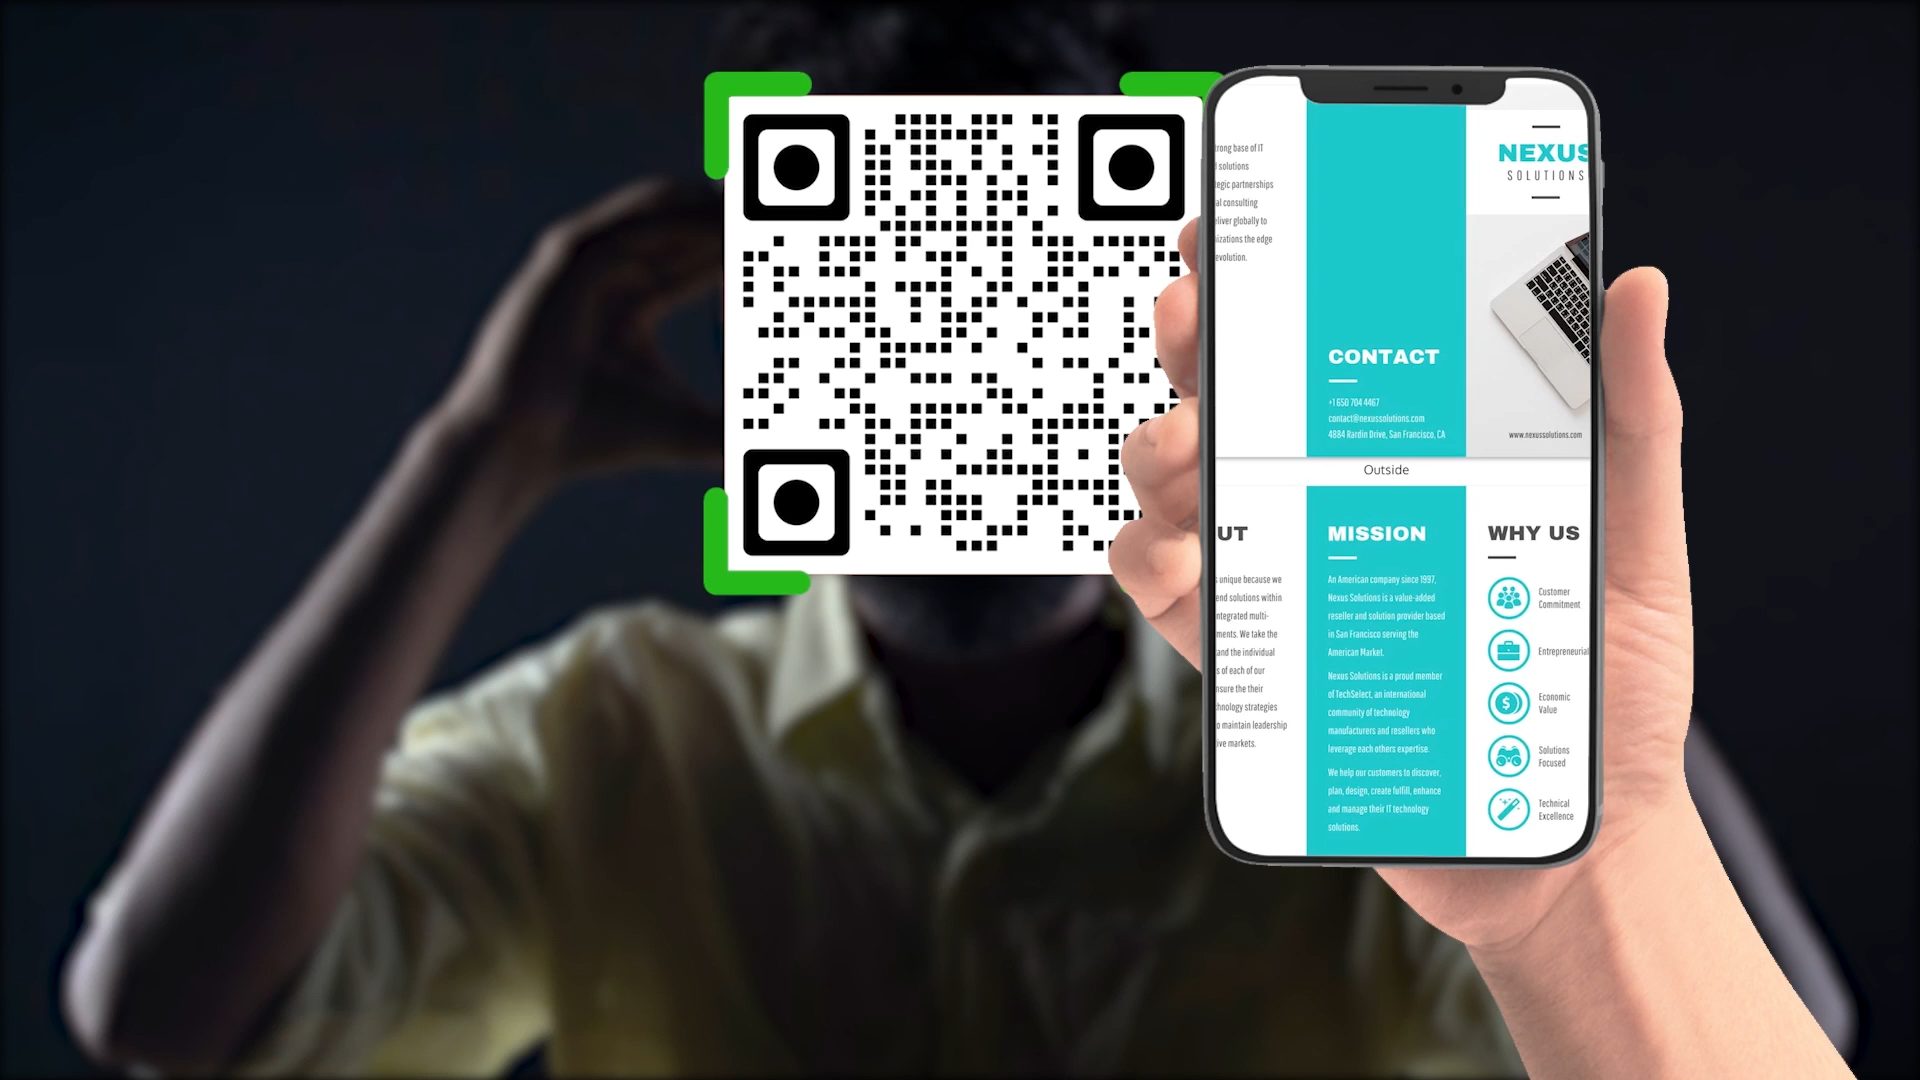 trong base of IT
solutions
tegic partnerships
al consulting
eliver globally to
izations the edge
evolution.
CONTACT
+1 650 704 4467
contact@nexussolutions.com
4884 Rardin Drive, San Francisco, CA
NEXUS
SOLUTIONS
www.nexussolutions.com
Outside
UT
unique because we
end solutions within
ntegrated multi-
ments. We take the
and the individual
s of each of our
nsure the their
chnology strategies
o maintain leadership
ive markets.
MISSION
An American company since 1997,
Nexus Solutions is a value-added
reseller and solution provider based
in San Francisco serving the
American Market.
Nexus Solutions is a proud member
of TechSelect, an international
community of technology
manufacturers and resellers who
leverage each others expertise.
We help our customers to discover,
plan, design, create fulfill, enhance
and manage their IT technology
solutions.
WHY US
Customer
Commitment
Entrepreneurial
Economic
Value
Solutions
Focused
Technical
Excellence